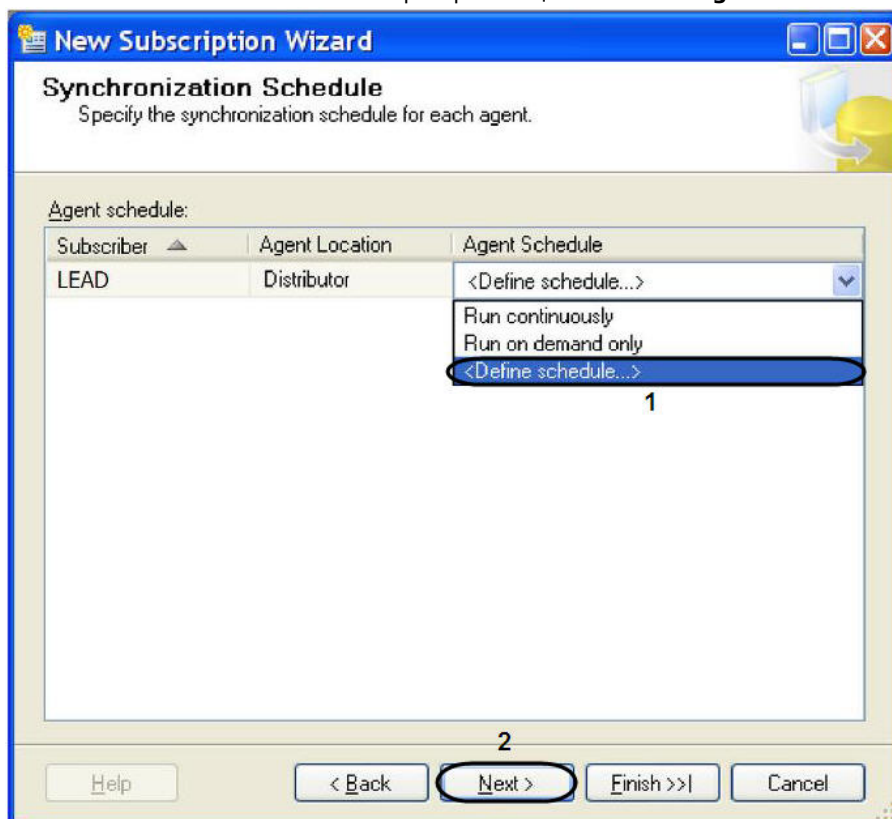 New Subscription Wizard
Synchronization Schedule
Specify the synchronization schedule for each agent.
Agent schedule:
Subscriber Agent Location Agent Schedule
LEAD Distributor <Define schedule...>
Run continuously
Run on demand only
<Define schedule...>
1
2
Help < Back Next > Finish >>| Cancel